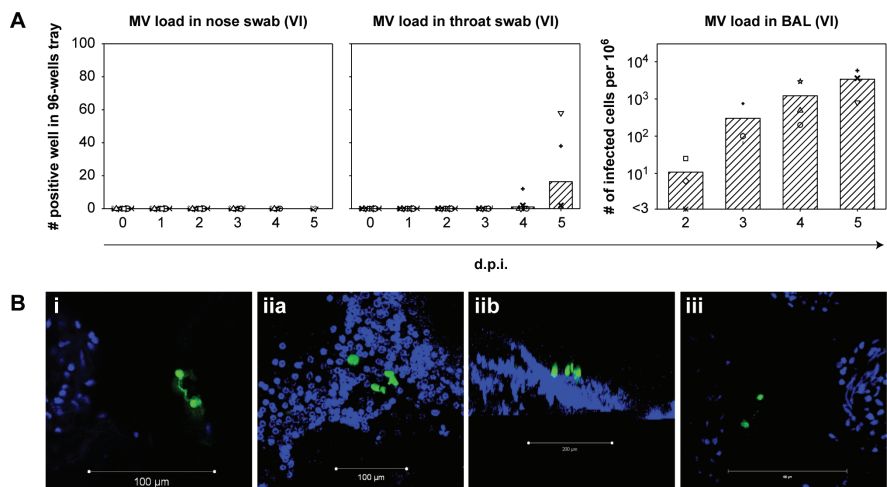 A
MV load in nose swab (VI)
MV load in throat swab (VI)
MV load in BAL (VI)
# positive well in 96-wells tray
100
80
60
40
20
0
0 1 2 3 4 5
0 1 2 3 4 5
# of infected cells per 10⁶
10⁴
10³
10²
10¹
<3
2 3 4 5
d.p.i.
B
i
iia
iib
iii
100 µm
100 µm
200 µm